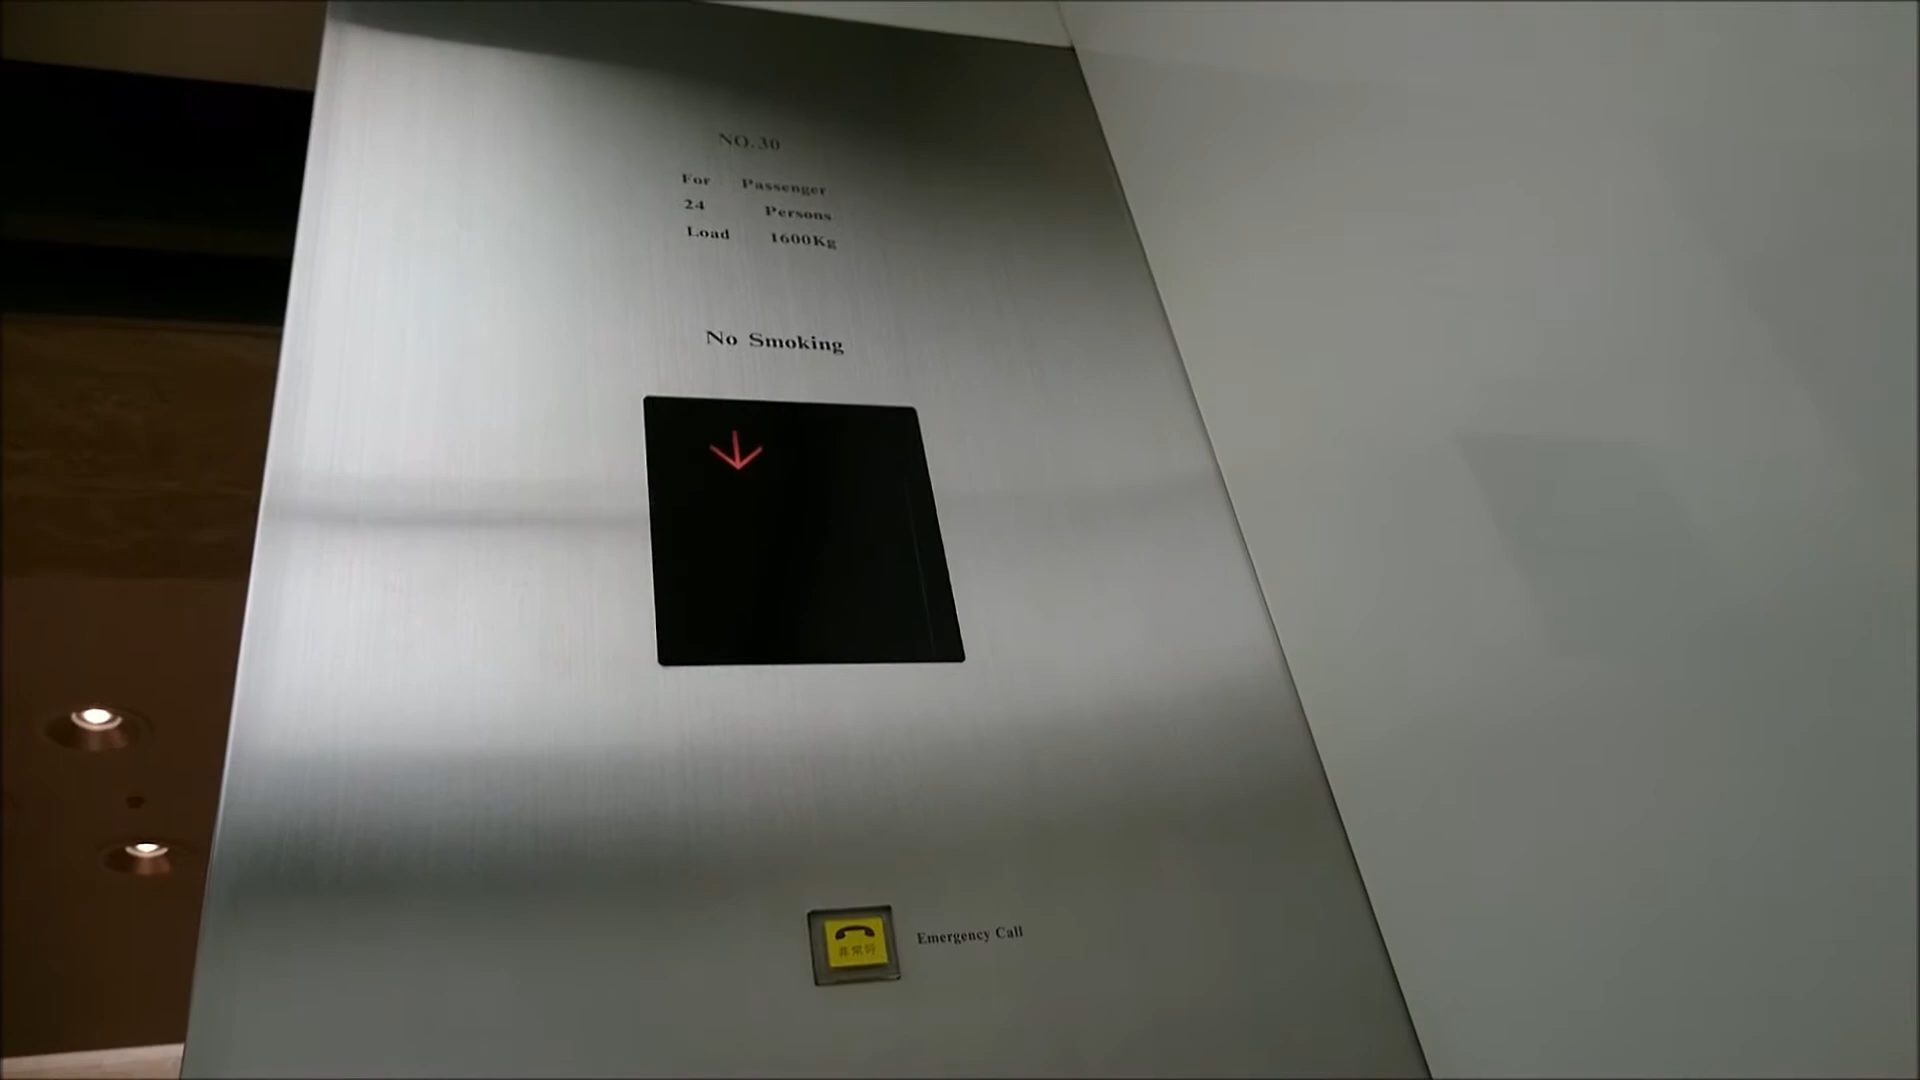 NO.30
For Passenger
24 Persons
Load 1600Kg
No Smoking
非常呼
Emergency Call